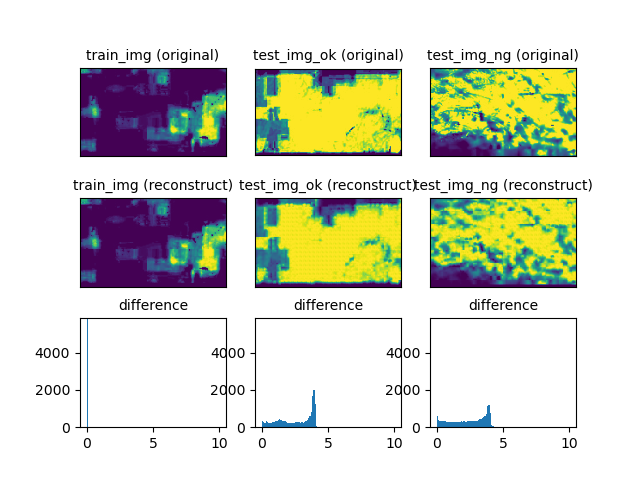 train_img (original) test_img_ok (original) test_img_ng (original)
train_img (reconstruct) test_img_ok (reconstruct) test_img_ng (reconstruct)
difference difference difference
4000 4000 4000
2000 2000 2000
0 0 0
0 5 10 0 5 10 0 5 10